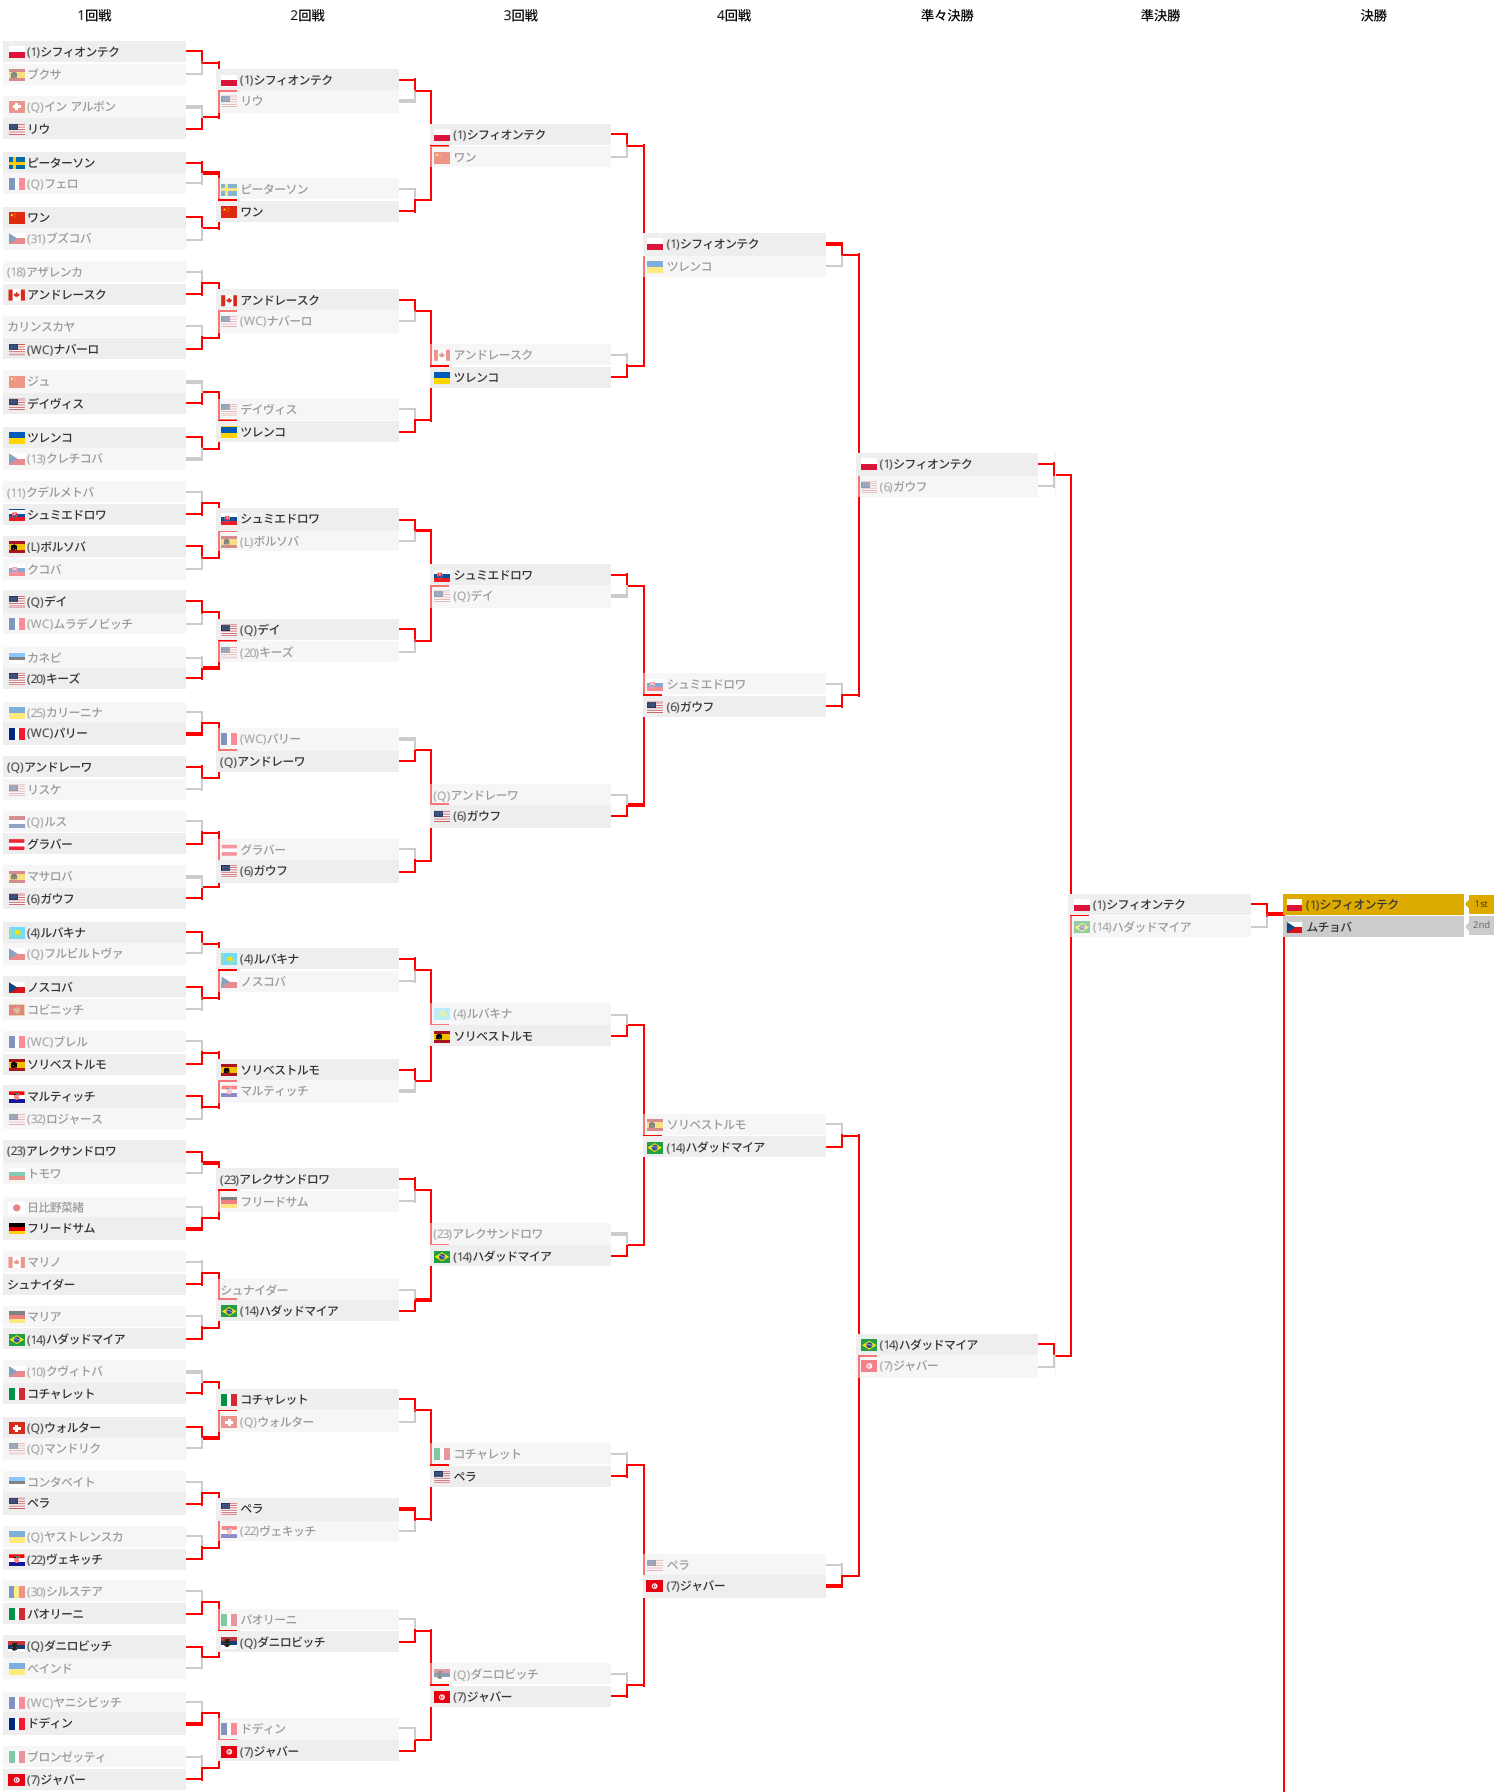 1回戦
2回戦
3回戦
4回戦
準々決勝
準決勝
決勝
(1)シフィオンテク
ブクサ
(Q)イン アルボン
リウ
ピーターソン
(Q)フェロ
ワン
(31)ブズコバ
(18)アザレンカ
アンドレースク
カリンスカヤ
(WC)ナバーロ
ジュ
デイヴィス
ツレンコ
(13)クレチコバ
(11)クデルメトバ
シュミエドロワ
(L)ボルソバ
クコバ
(Q)デイ
(WC)ムラデノビッチ
カネピ
(20)キーズ
(25)カリーニナ
(WC)パリー
(Q)アンドレーワ
リスケ
(Q)ルス
グラバー
マサロバ
(6)ガウフ
(4)ルバキナ
(Q)フルビルトヴァ
ノスコバ
コビニッチ
(WC)ブレル
ソリベストルモ
マルティッチ
(32)ロジャース
(23)アレクサンドロワ
トモワ
日比野菜緒
フリードサム
マリノ
シュナイダー
マリア
(14)ハダッドマイア
(10)クヴィトバ
コチャレット
(Q)ウォルター
(Q)マンドリク
コンタベイト
ペラ
(Q)ヤストレンスカ
(22)ヴェキッチ
(30)シルステア
パオリーニ
(Q)ダニロビッチ
ベインド
(WC)ヤニシビッチ
ドディン
ブロンゼッティ
(7)ジャバー
(1)シフィオンテク
リウ
ピーターソン
ワン
アンドレースク
(WC)ナバーロ
デイヴィス
ツレンコ
シュミエドロワ
(L)ボルソバ
(Q)デイ
(20)キーズ
(WC)パリー
(Q)アンドレーワ
グラバー
(6)ガウフ
(4)ルバキナ
ノスコバ
ソリベストルモ
マルティッチ
(23)アレクサンドロワ
フリードサム
シュナイダー
(14)ハダッドマイア
コチャレット
(Q)ウォルター
ペラ
(22)ヴェキッチ
パオリーニ
(Q)ダニロビッチ
ドディン
(7)ジャバー
(1)シフィオンテク
ワン
アンドレースク
ツレンコ
シュミエドロワ
(Q)デイ
(Q)アンドレーワ
(6)ガウフ
(4)ルバキナ
ソリベストルモ
(23)アレクサンドロワ
(14)ハダッドマイア
コチャレット
ペラ
(Q)ダニロビッチ
(7)ジャバー
(1)シフィオンテク
ツレンコ
シュミエドロワ
(6)ガウフ
ソリベストルモ
(14)ハダッドマイア
ペラ
(7)ジャバー
(1)シフィオンテク
(6)ガウフ
(14)ハダッドマイア
(7)ジャバー
(1)シフィオンテク
(14)ハダッドマイア
(1)シフィオンテク
1st
ムチョバ
2nd